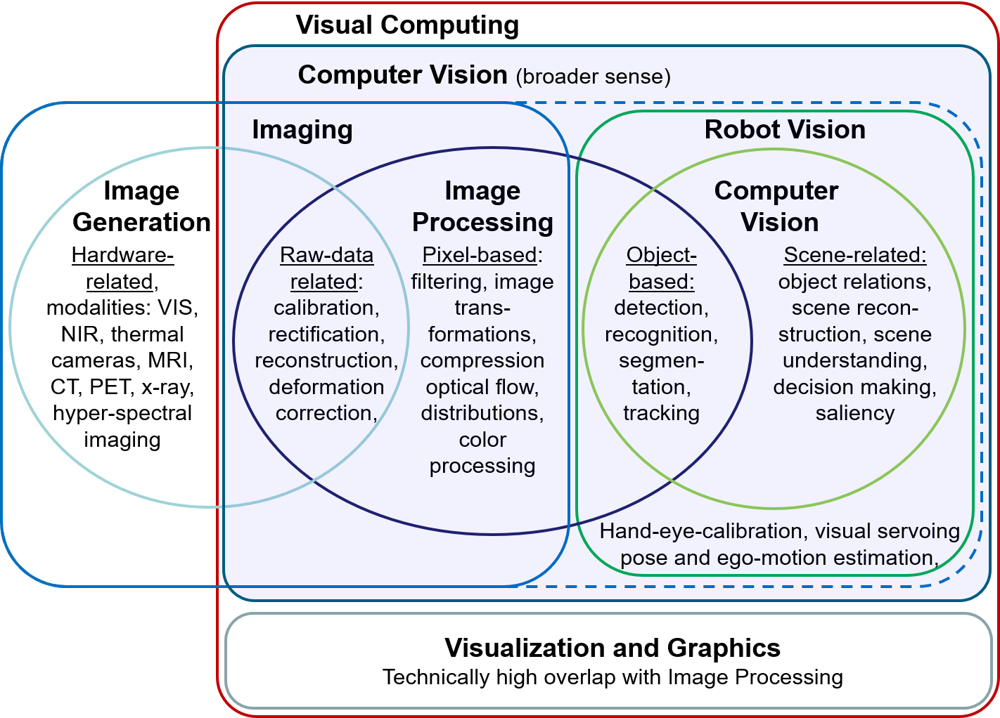 Visual Computing
Computer Vision (broader sense)
Imaging
Robot Vision
Image
Generation
Hardware-
related,
modalities: VIS,
NIR, thermal
cameras, MRI,
CT, PET, x-ray,
hyper-spectral
imaging
Raw-data
related:
calibration,
rectification,
reconstruction,
deformation
correction,
Image
Processing
Pixel-based:
filtering, image
trans-
formations,
compression
optical flow,
distributions,
color
processing
Computer
Vision
Object-
based:
detection,
recognition,
segmen-
tation,
tracking
Scene-related:
object relations,
scene recon-
struction, scene
understanding,
decision making,
saliency
Hand-eye-calibration, visual servoing
pose and ego-motion estimation,
Visualization and Graphics
Technically high overlap with Image Processing